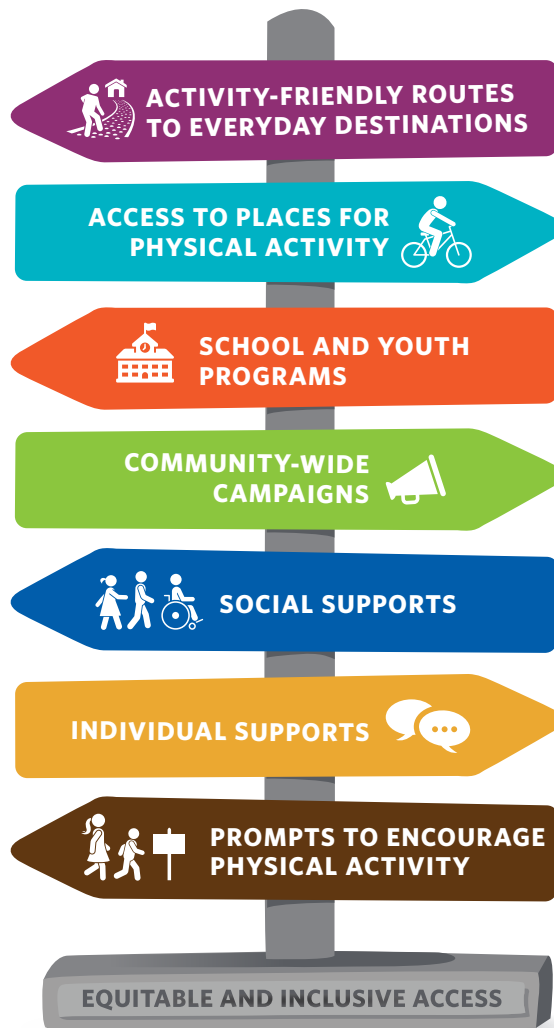 ACTIVITY-FRIENDLY ROUTES
TO EVERYDAY DESTINATIONS
ACCESS TO PLACES FOR
PHYSICAL ACTIVITY
SCHOOL AND YOUTH
PROGRAMS
COMMUNITY-WIDE
CAMPAIGNS
SOCIAL SUPPORTS
INDIVIDUAL SUPPORTS
PROMPTS TO ENCOURAGE
PHYSICAL ACTIVITY
EQUITABLE AND INCLUSIVE ACCESS